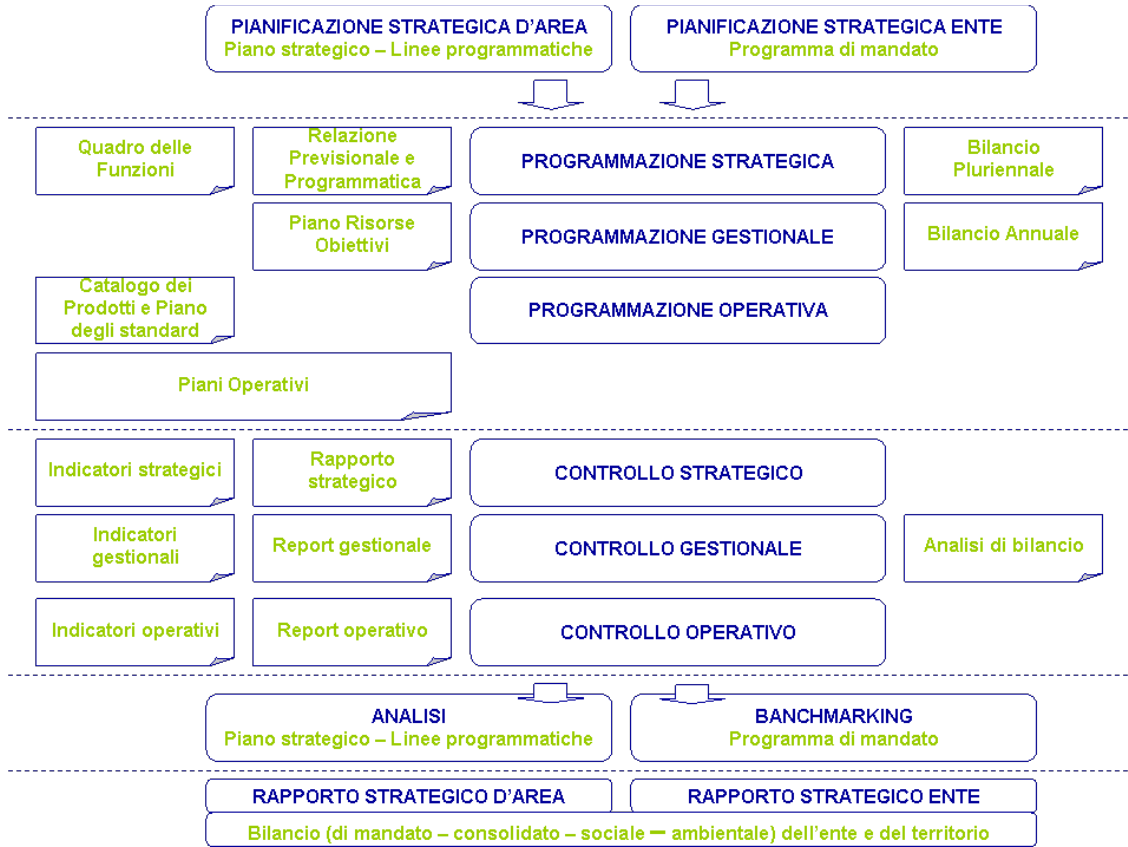 PIANIFICAZIONE STRATEGICA D'AREA
Piano strategico – Linee programmatiche
PIANIFICAZIONE STRATEGICA ENTE
Programma di mandato
Quadro delle
Funzioni
Relazione
Previsionale e
Programmatica
PROGRAMMAZIONE STRATEGICA
Bilancio
Pluriennale
Piano Risorse
Obiettivi
PROGRAMMAZIONE GESTIONALE
Bilancio Annuale
Catalogo dei
Prodotti e Piano
degli standard
PROGRAMMAZIONE OPERATIVA
Piani Operativi
Indicatori strategici
Rapporto
strategico
CONTROLLO STRATEGICO
Indicatori
gestionali
Report gestionale
CONTROLLO GESTIONALE
Analisi di bilancio
Indicatori operativi
Report operativo
CONTROLLO OPERATIVO
ANALISI
Piano strategico – Linee programmatiche
BANCHMARKING
Programma di mandato
RAPPORTO STRATEGICO D'AREA
RAPPORTO STRATEGICO ENTE
Bilancio (di mandato – consolidato – sociale – ambientale) dell'ente e del territorio